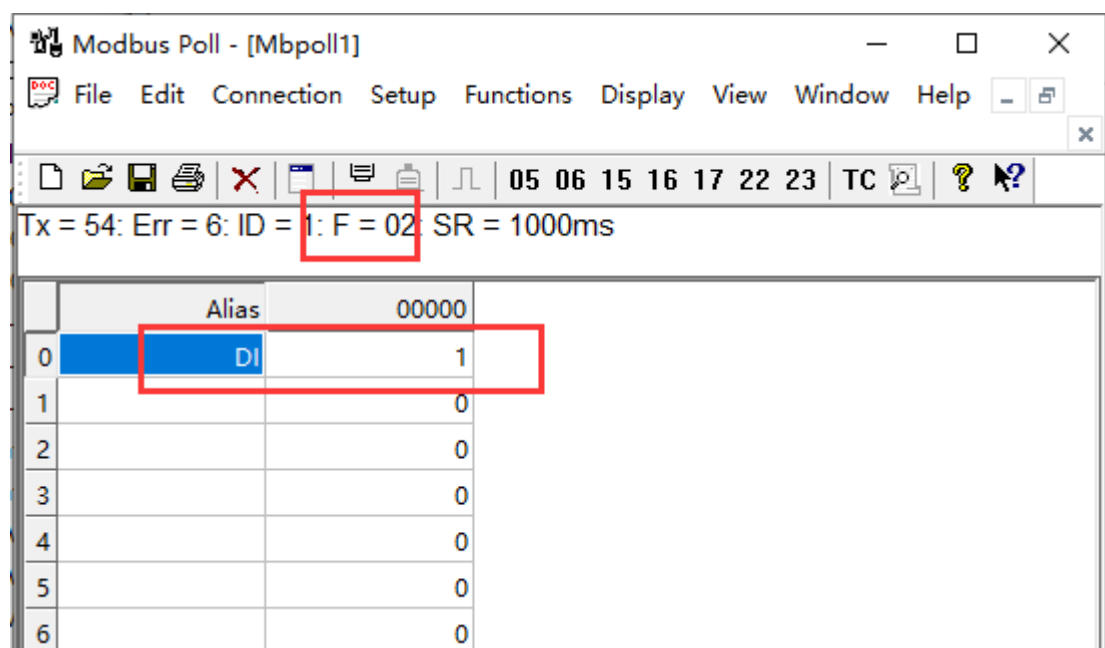 Modbus Poll - [Mbpoll1]
DOC File Edit Connection Setup Functions Display View Window Help
05 06 15 16 17 22 23 TC
Tx = 54: Err = 6: ID = 1: F = 02: SR = 1000ms
Alias 00000
0 DI 1
1 0
2 0
3 0
4 0
5 0
6 0